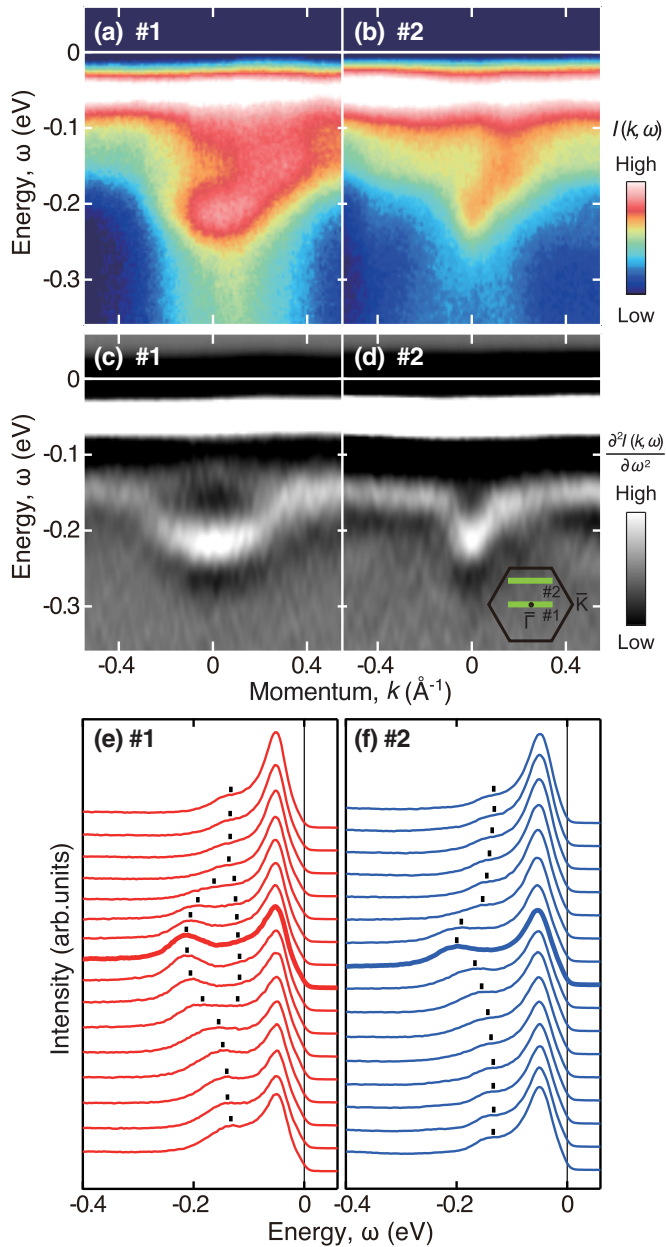 (a) #1
(b) #2
0
-0.1
-0.2
-0.3
Energy, ω (eV)
I (k, ω)
High
Low
(c) #1
(d) #2
0
-0.1
-0.2
-0.3
Energy, ω (eV)
∂²I (k, ω)
∂ω²
High
Low
#2
K̄
Γ̄ #1
-0.4 0 0.4
-0.4 0 0.4
Momentum, k (Å⁻¹)
(e) #1
(f) #2
Intensity (arb.units)
-0.4 -0.2 0
-0.4 -0.2 0
Energy, ω (eV)